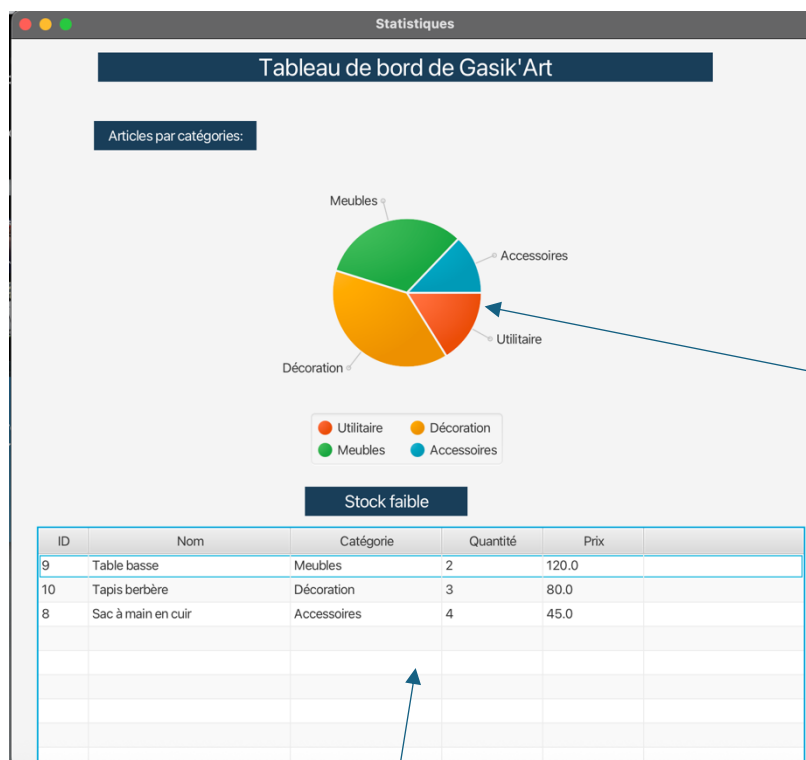 Statistiques
Tableau de bord de Gasik'Art
Articles par catégories:
Meubles
Accessoires
Utilitaire
Décoration
Utilitaire Décoration
Meubles Accessoires
Stock faible
ID Nom Catégorie Quantité Prix
9 Table basse Meubles 2 120.0
10 Tapis berbère Décoration 3 80.0
8 Sac à main en cuir Accessoires 4 45.0